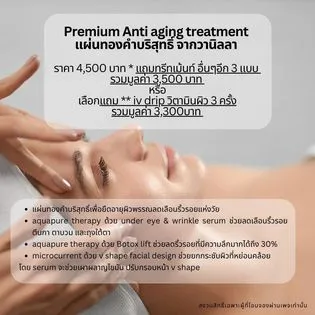 Premium Anti aging treatment
แผ่นทองคำบริสุทธิ์ จากวานิลลา
ราคา 4,500 บาท * แถมทรีทเม้นท์ อื่นๆอีก 3 แบบ
รวมมูลค่า 3,500 บาท
หรือ
เลือกแถม ** iv drip วิตามินผิว 3 ครั้ง
รวมมูลค่า 3,300บาท
• แผ่นทองคำบริสุทธิ์เพื่อยืดอายุผิวพรรณลดเลือนริ้วรอยแห่งวัย
• aquapure therapy ด้วย under eye & wrinkle serum ช่วยลดเลือนริ้วรอย
ตีนกา ตาบวม และถุงใต้ตา
• aquapure therapy ด้วย Botox lift ช่วยลดริ้วรอยที่มีความลึกมากได้ถึง 30%
• microcurrent ด้วย v shape facial design ช่วยยกกระชับผิวที่หย่อนคล้อย
โดย serum จะช่วยเผาผลาญไขมัน ปรับกรอบหน้า v shape